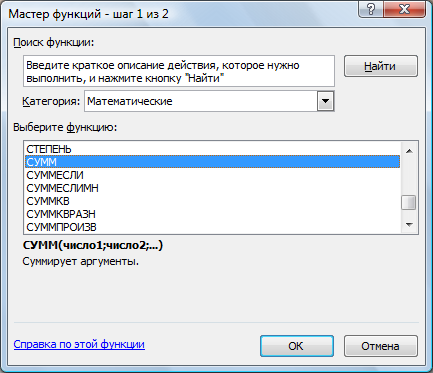 Мастер функций - шаг 1 из 2
Поиск функции:
Введите краткое описание действия, которое нужно
выполнить, и нажмите кнопку "Найти"
Найти
Категория: Математические
Выберите функцию:
СТЕПЕНЬ
СУММ
СУММЕСЛИ
СУММЕСЛИМН
СУММКВ
СУММКВРАЗН
СУММПРОИЗВ
СУММ(число1;число2;...)
Суммирует аргументы.
Справка по этой функции
ОК
Отмена